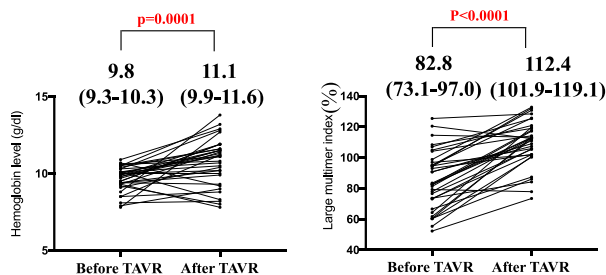 p=0.0001
9.8
(9.3-10.3)
11.1
(9.9-11.6)
Hemoglobin level (g/dl)
15
10
5
Before TAVR
After TAVR
P<0.0001
82.8
(73.1-97.0)
112.4
(101.9-119.1)
Large multimer index(%)
140
120
100
80
60
40
Before TAVR
After TAVR